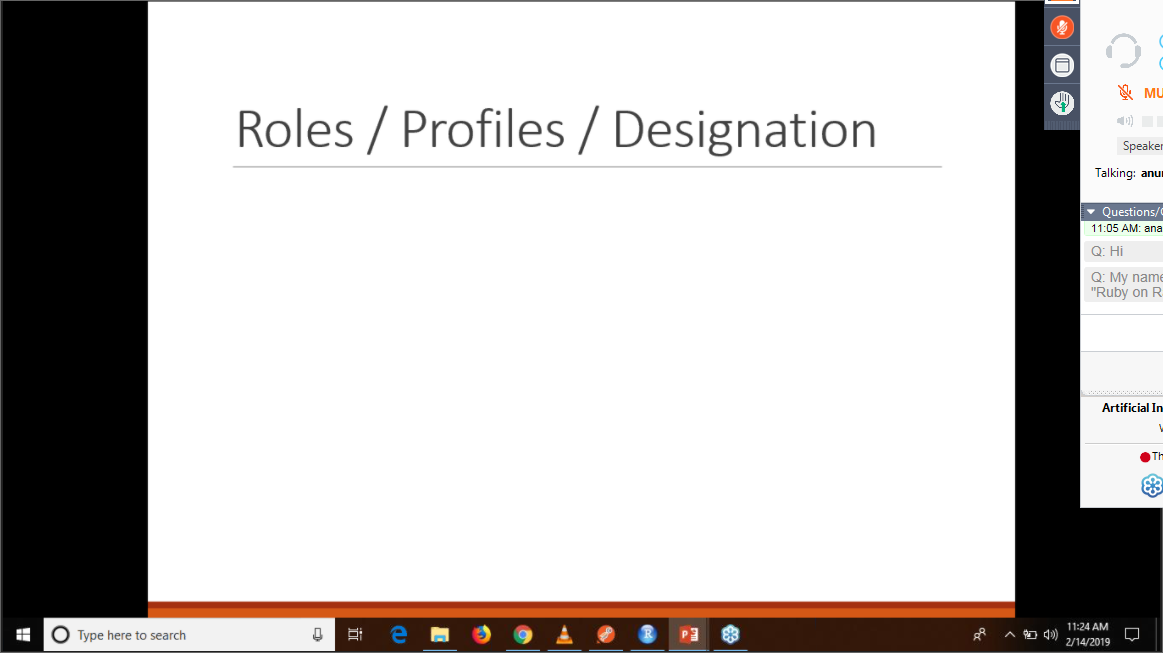 Roles / Profiles / Designation
MU
Speaker
Talking: anu
Questions/
11:05 AM: ana
Q: Hi
Q: My name
"Ruby on R
Artificial In
Th
Type here to search
11:24 AM
2/14/2019